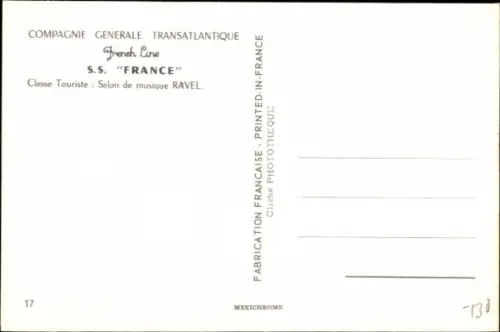 COMPAGNIE GENERALE TRANSATLANTIQUE
French Line
S.S. "FRANCE"
Classe Touriste : Salon de musique RAVEL.
FABRICATION FRANCAISE - PRINTED-IN-FRANCE
Cliché PHOTOTHEQUE
17
MEXICHROME